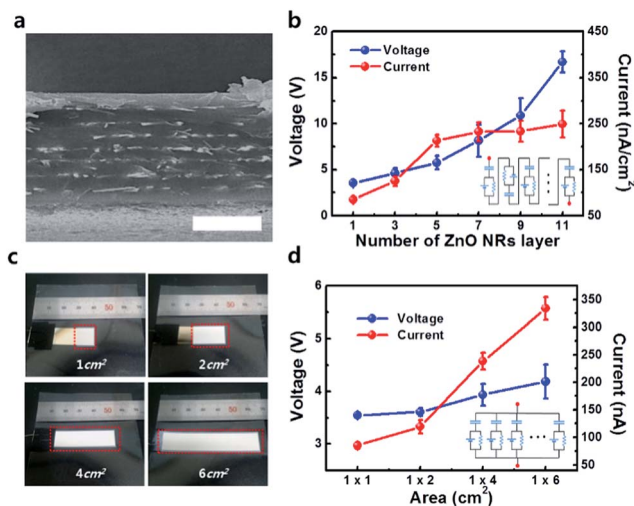 a
b
20
15
10
5
0
Voltage (V)
Voltage
Current
450
350
250
150
50
Current (nA/cm²)
1 3 5 7 9 11
Number of ZnO NRs layer
c
50
1cm²
50
2cm²
4cm²
50
6cm²
d
6
5
4
3
Voltage (V)
Voltage
Current
350
300
250
200
150
100
50
Current (nA)
1 x 1 1 x 2 1 x 4 1 x 6
Area (cm²)